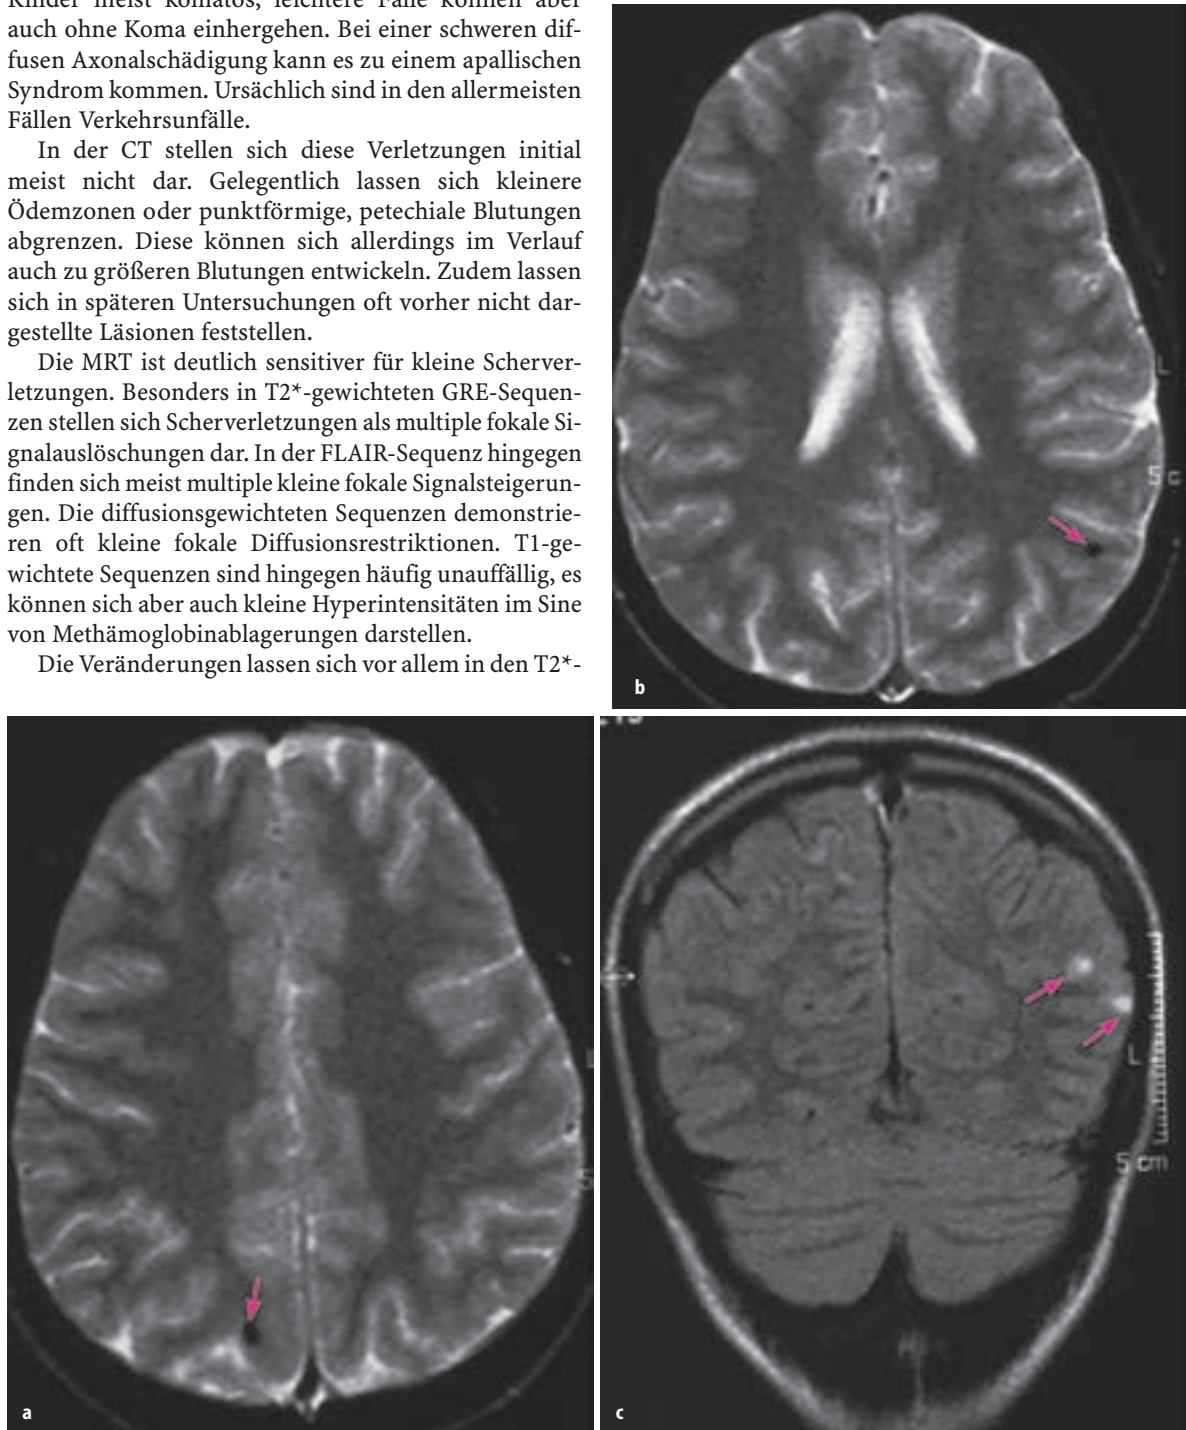 Kinder meist komatös, leichtere Fälle können aber
auch ohne Koma einhergehen. Bei einer schweren dif-
fusen Axonalschädigung kann es zu einem apallischen
Syndrom kommen. Ursächlich sind in den allermeisten
Fällen Verkehrsunfälle.
In der CT stellen sich diese Verletzungen initial
meist nicht dar. Gelegentlich lassen sich kleinere
Ödemzonen oder punktförmige, petechiale Blutungen
abgrenzen. Diese können sich allerdings im Verlauf
auch zu größeren Blutungen entwickeln. Zudem lassen
sich in späteren Untersuchungen oft vorher nicht dar-
gestellte Läsionen feststellen.
Die MRT ist deutlich sensitiver für kleine Scherver-
letzungen. Besonders in T2*-gewichteten GRE-Sequen-
zen stellen sich Scherverletzungen als multiple fokale Si-
gnalauslöschungen dar. In der FLAIR-Sequenz hingegen
finden sich meist multiple kleine fokale Signalsteigerun-
gen. Die diffusionsgewichteten Sequenzen demonstrie-
ren oft kleine fokale Diffusionsrestriktionen. T1-ge-
wichtete Sequenzen sind hingegen häufig unauffällig, es
können sich aber auch kleine Hyperintensitäten im Sine
von Methämoglobinablagerungen darstellen.
Die Veränderungen lassen sich vor allem in den T2*-
L
5 c
b
a
L
5 cm
c